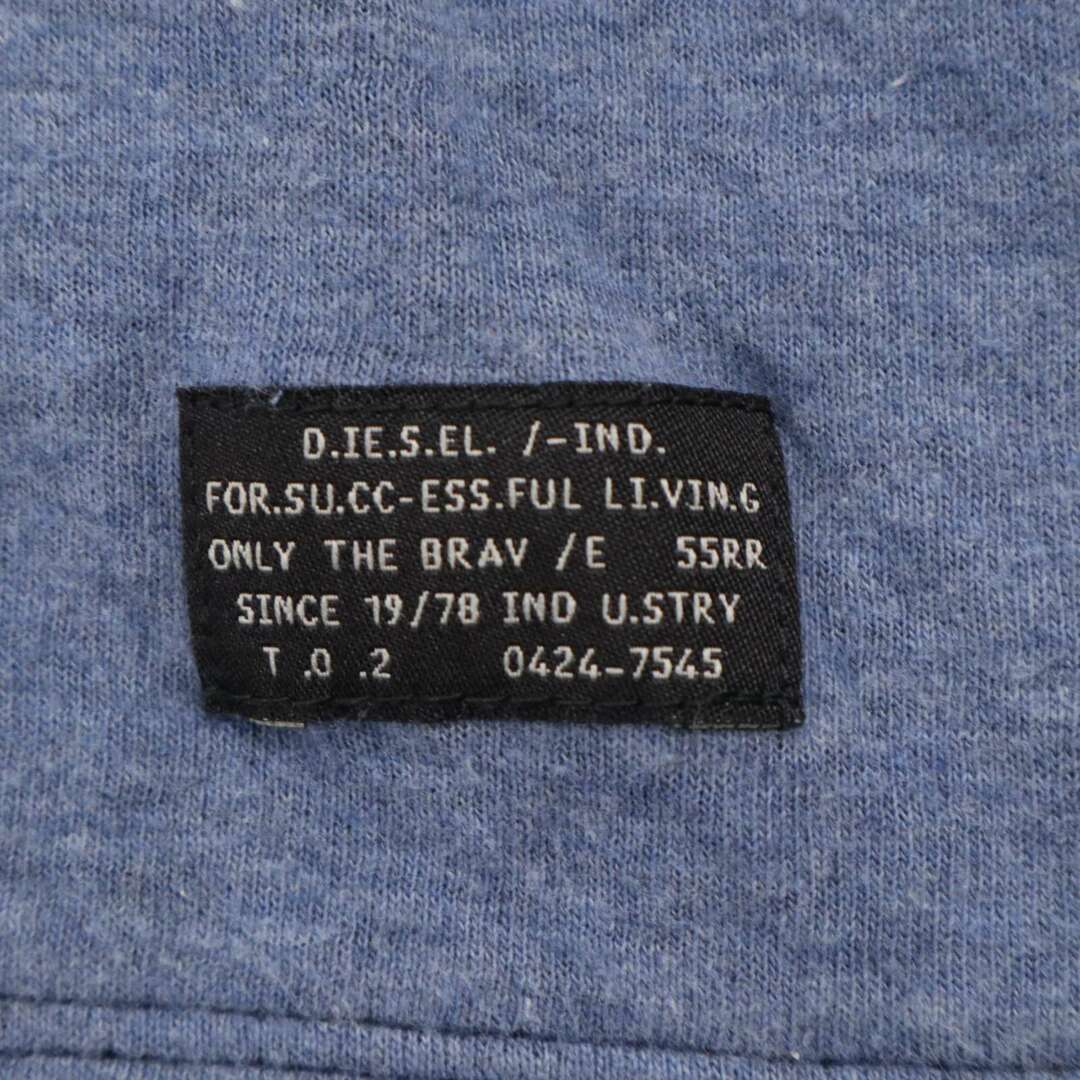 D.IE.S.EL. /-IND.
FOR.SU.CC-ESS.FUL LI.VIN.G
ONLY THE BRAV /E 55RR
SINCE 19/78 IND U.STRY
T .0 .2 0424-7545